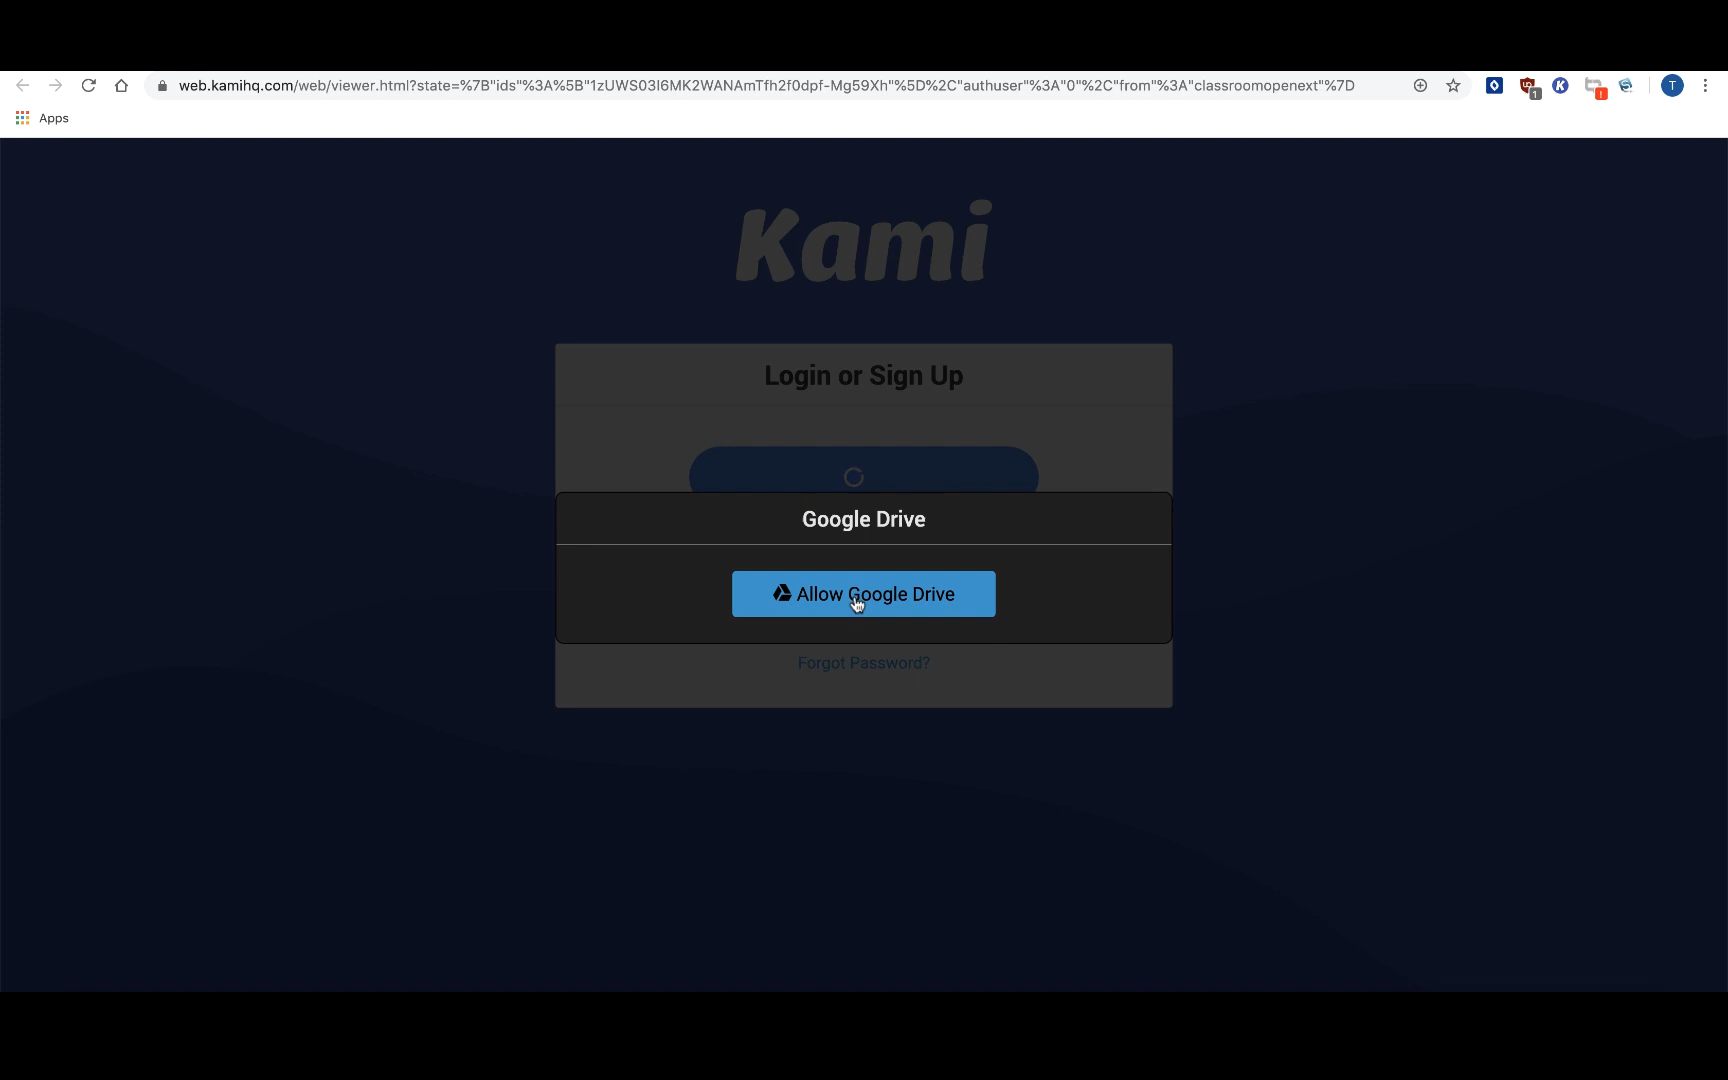 web.kamihq.com/web/viewer.html?state=%7B"ids"%3A%5B"1zUWS03I6MK2WANAmTfh2f0dpf-Mg59Xh"%5D%2C"authuser"%3A"0"%2C"from"%3A"classroomopenext"%7D
1
K
!
T
Apps
Kami
Login or Sign Up
Google Drive
Allow Google Drive
Forgot Password?